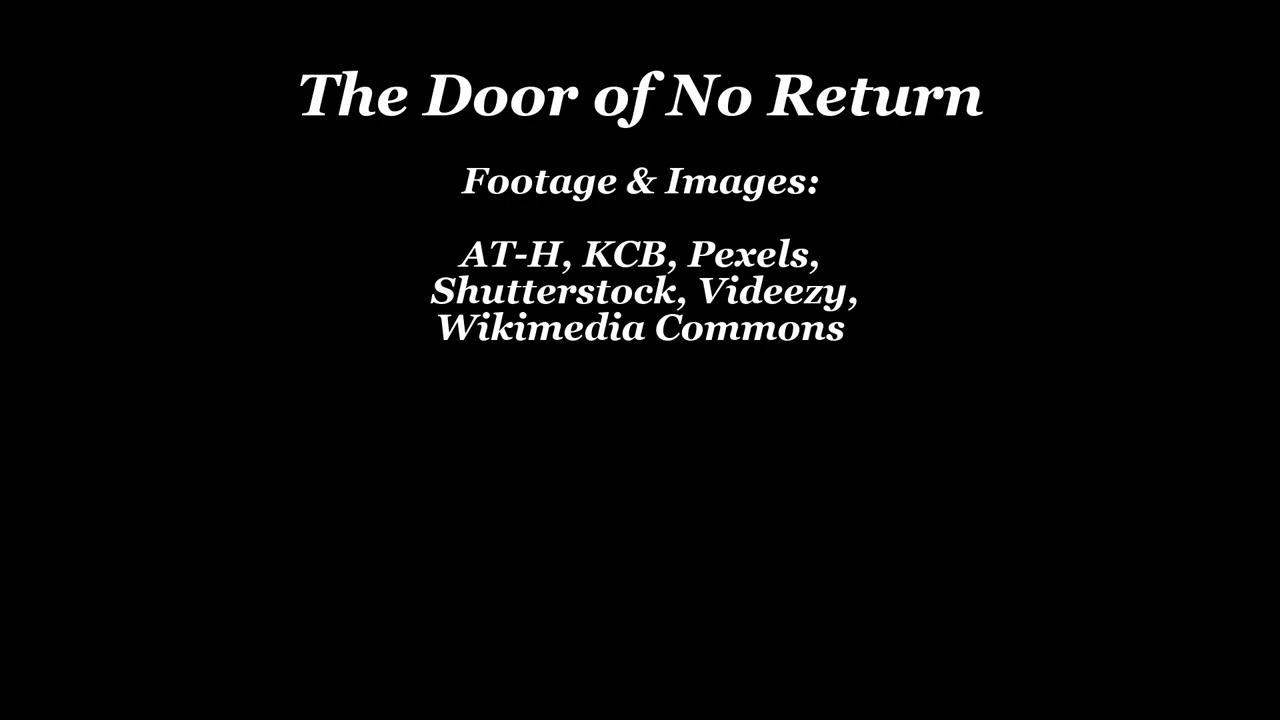 The Door of No Return
Footage & Images:
AT-H, KCB, Pexels,
Shutterstock, Videezy,
Wikimedia Commons